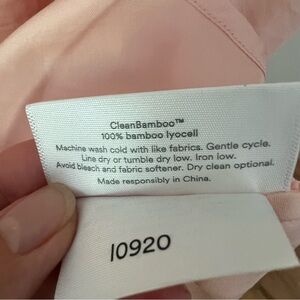 CleanBamboo™
100% bamboo lyocell
Machine wash cold with like fabrics. Gentle cycle.
Line dry or tumble dry low. Iron low.
Avoid bleach and fabric softener. Dry clean optional.
Made responsibly in China.
10920